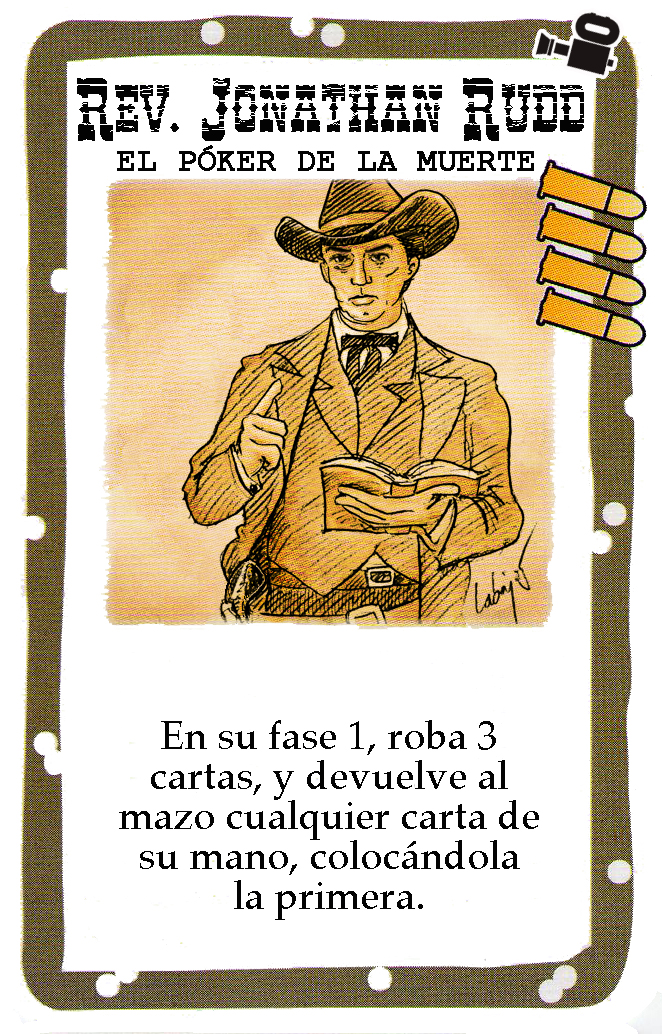 REV. JONATHAN RUDD
EL PÓKER DE LA MUERTE
Labajo
En su fase 1, roba 3
cartas, y devuelve al
mazo cualquier carta de
su mano, colocándola
la primera.